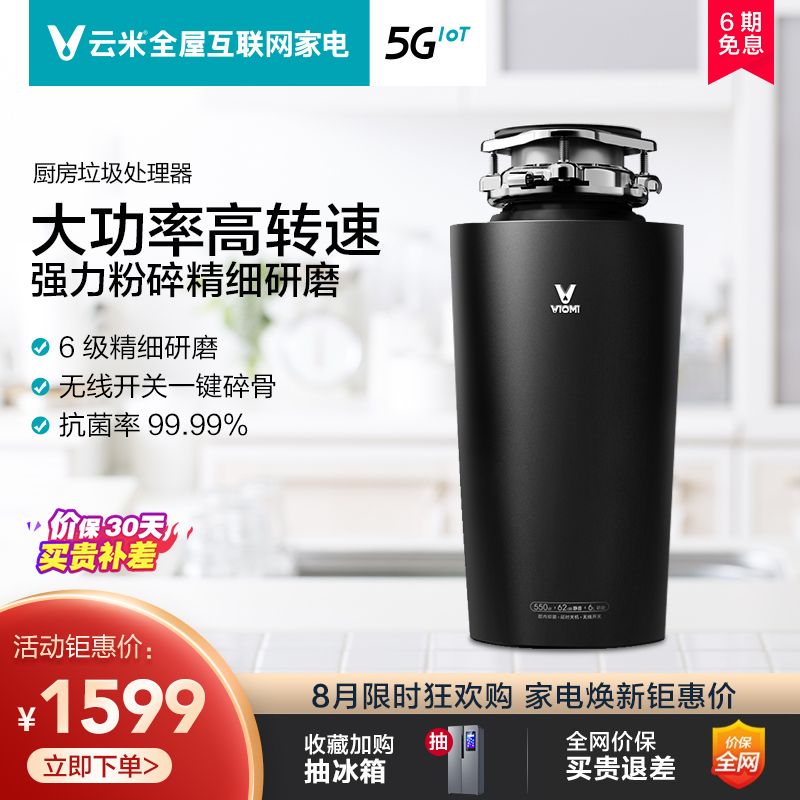 云米全屋互联网家电
5G IoT
6期
免息
厨房垃圾处理器
大功率高转速
强力粉碎精细研磨
6级精细研磨
无线开关一键碎骨
抗菌率 99.99%
VIOMI
价保30天
买贵补差
活动钜惠价:
¥1599
立即下单>
8月限时狂欢购 家电焕新钜惠价
收藏加购
抽冰箱
抽
全网价保
买贵退差
价保
全网